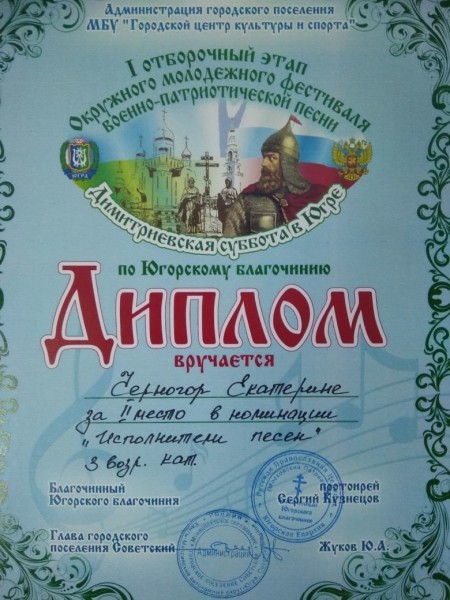 Администрация городского поселения
МБУ "Городской центр культуры и спорта"
I отборочный этап
Окружного молодежного фестиваля
военно-патриотической песни
ЮГРА
Димитриевская суббота в Югре
по Югорскому благочинию
Диплом
вручается
Черногор Екатерине
за II место в номинации
„Исполнители песен"
3 возр. кат.
Благочинный
Югорского благочиния
протоиерей
Сергий Кузнецов
Глава городского
поселения Советский
Жуков Ю.А.
Администрация